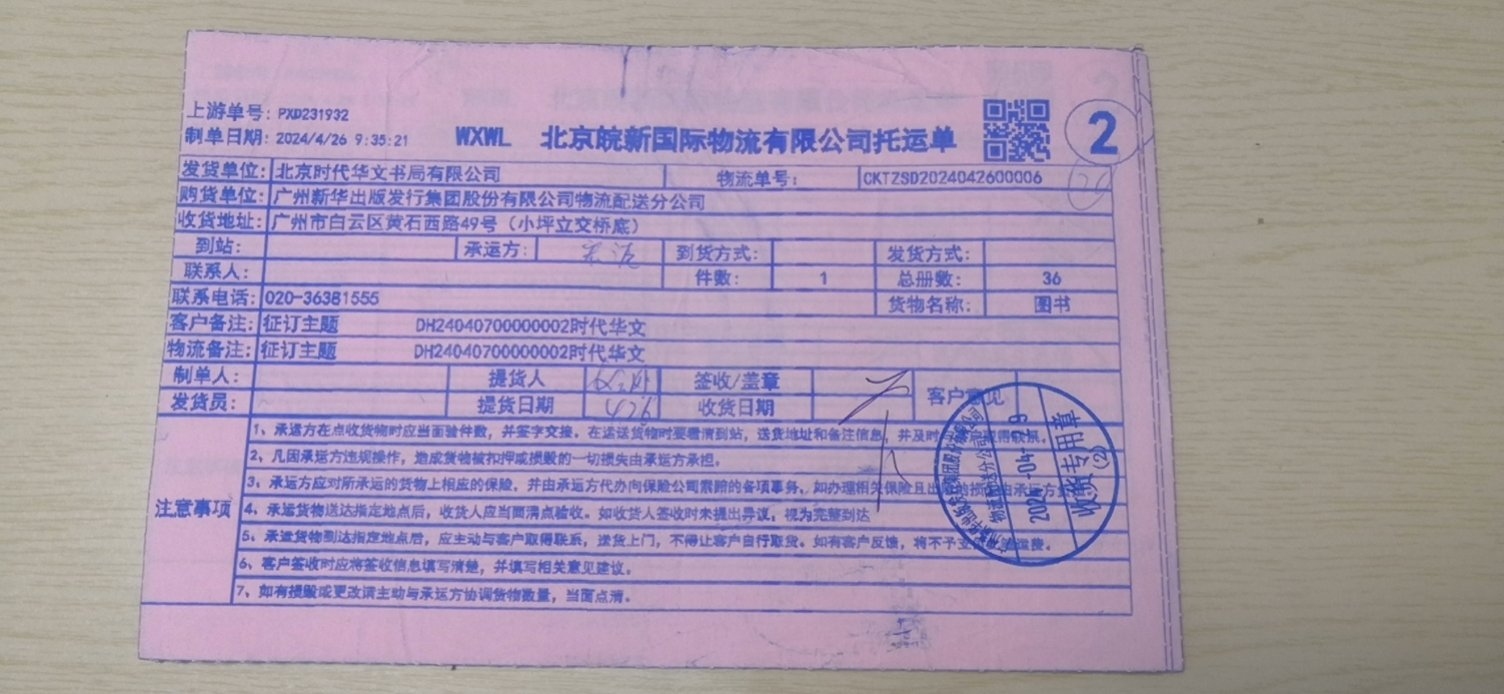 上游单号: PXD231932
制单日期: 2024/4/26 9:35:21
WXWL 北京皖新国际物流有限公司托运单
2
发货单位: 北京时代华文书局有限公司 物流单号: CKTZSD2024042600006
20
购货单位: 广州新华出版发行集团股份有限公司物流配送分公司
收货地址: 广州市白云区黄石西路49号（小坪立交桥底）
到站: 承运方: 到货方式: 发货方式:
联系人: 件数: 1 总册数: 36
联系电话: 020-36381555 货物名称: 图书
客户备注: 征订主题 DH24040700000002时代华文
物流备注: 征订主题 DH24040700000002时代华文
制单人: 提货人 签收/盖章 客户意见
发货员: 提货日期 4.26 收货日期
注意事项
1、承运方在点收货物时应当面验件数，并签字交接。在运送货物时要看清到站，送货地址和备注信息，并及时
2、凡因承运方违规操作，造成货物被扣押或损毁的一切损失由承运方承担。
3、承运方应对所承运的货物上相应的保险，并由承运方代办向保险公司索赔的各项事务，如办理相关保险且出
4、承运货物送达指定地点后，收货人应当面清点验收。如收货人签收时未提出异议，视为完整到达
5、承运货物到达指定地点后，应主动与客户取得联系，送货上门，不得让客户自行取货。如有客户反馈，将不予支
6、客户签收时应将签收信息填写清楚，并填写相关意见建议。
7、如有损毁或更改请主动与承运方协调货物数量，当面点清。
物流配送分公司
2024-04-29
收货专用章
(2)